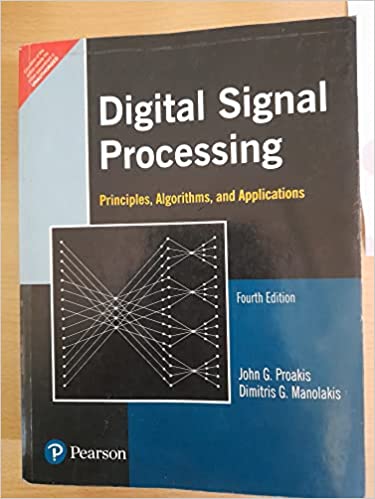 Digital Signal
Processing
Principles, Algorithms, and Applications
Fourth Edition
John G. Proakis
Dimitris G. Manolakis
Pearson